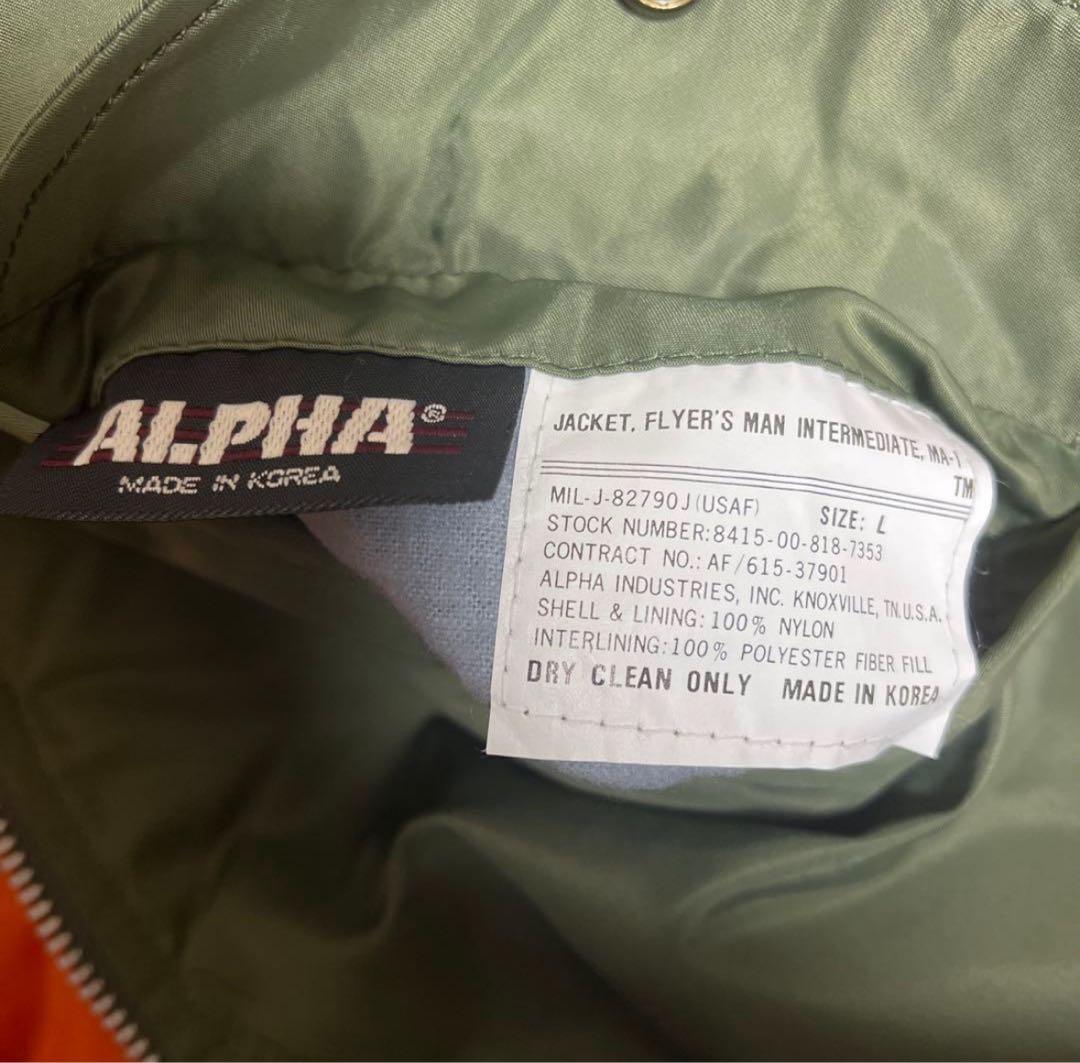 ALPHA®
MADE IN KOREA
JACKET, FLYER'S MAN INTERMEDIATE, MA-1
TM
MIL-J-82790J (USAF) SIZE: L
STOCK NUMBER:8415-00-818-7353
CONTRACT NO.: AF/615-37901
ALPHA INDUSTRIES, INC. KNOXVILLE, TN.U.S.A.
SHELL & LINING: 100% NYLON
INTERLINING:100% POLYESTER FIBER FILL
DRY CLEAN ONLY MADE IN KOREA